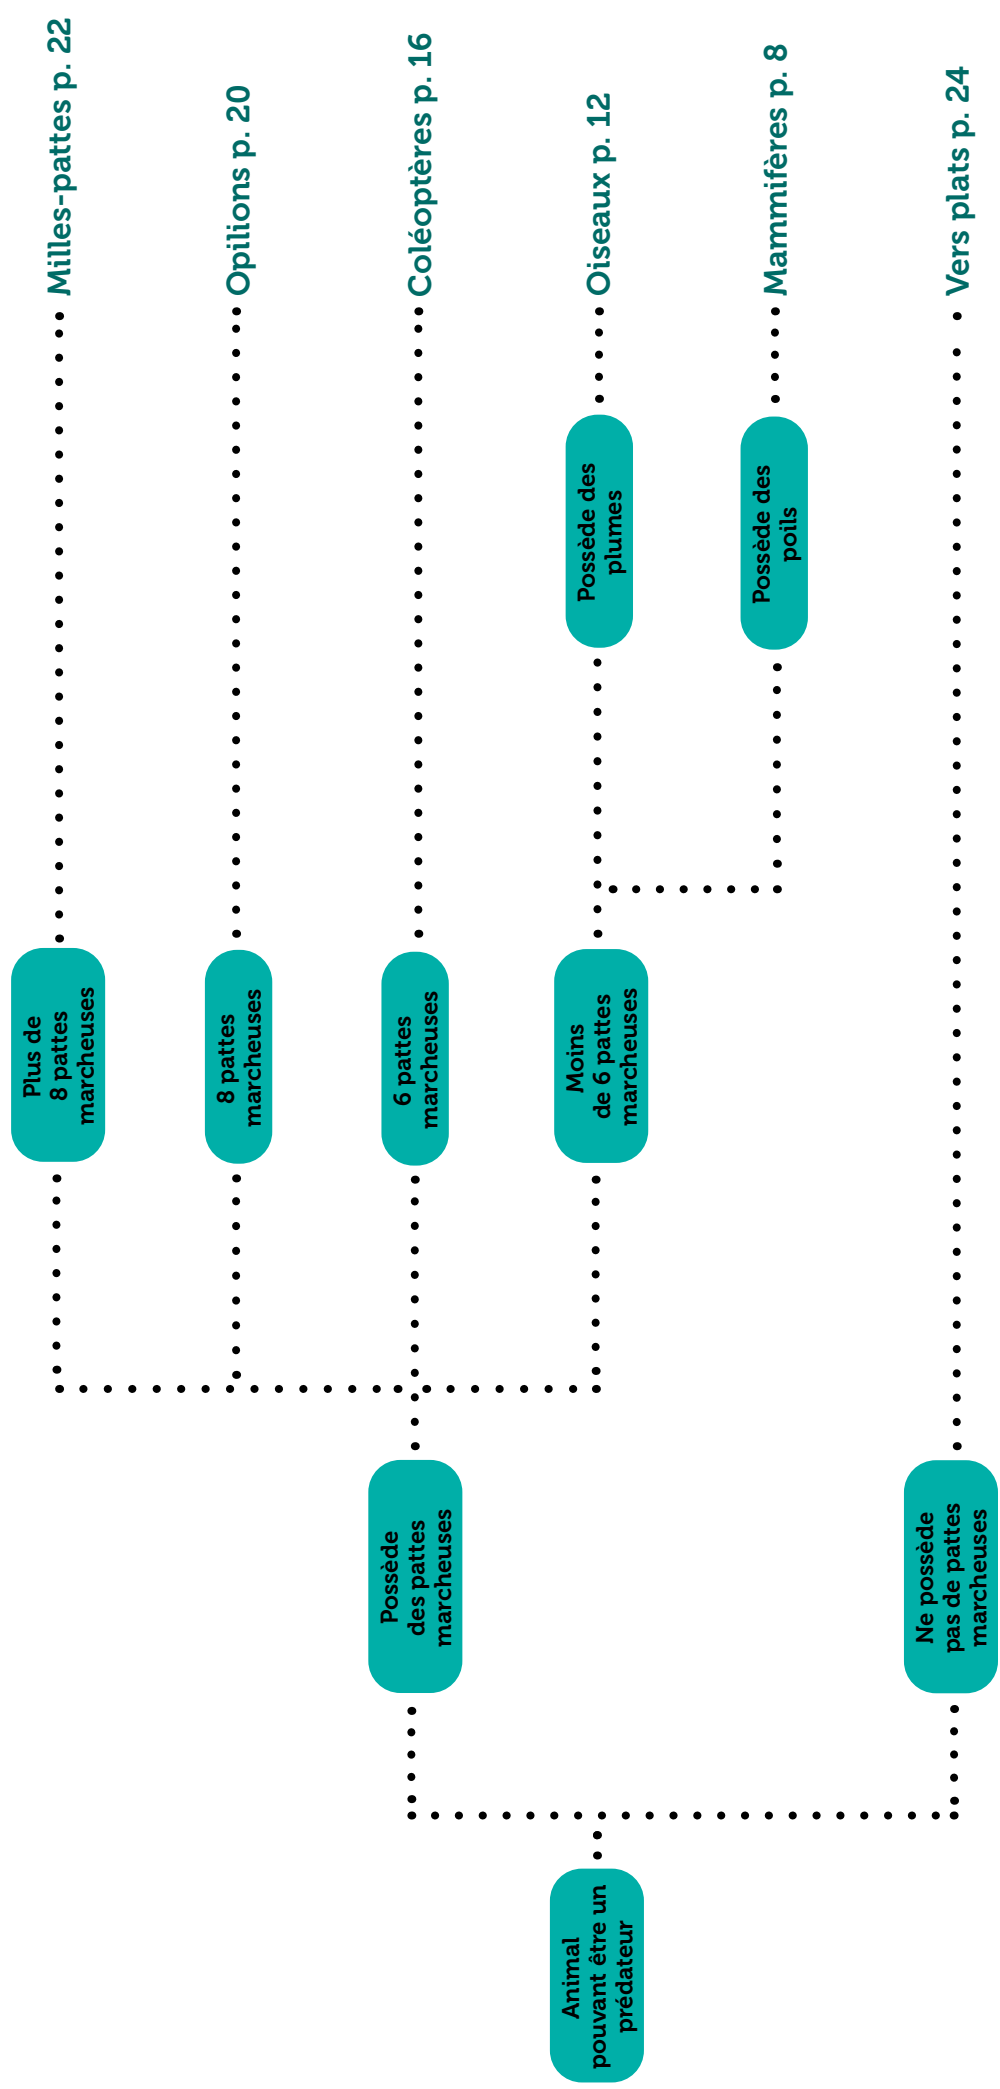 Animal
pouvant être un
prédateur
Possède
des pattes
marcheuses
Ne possède
pas de pattes
marcheuses
Plus de
8 pattes
marcheuses
8 pattes
marcheuses
6 pattes
marcheuses
Moins
de 6 pattes
marcheuses
Possède des
plumes
Possède des
poils
Milles-pattes p. 22
Opilions p. 20
Coléoptères p. 16
Oiseaux p. 12
Mammifères p. 8
Vers plats p. 24